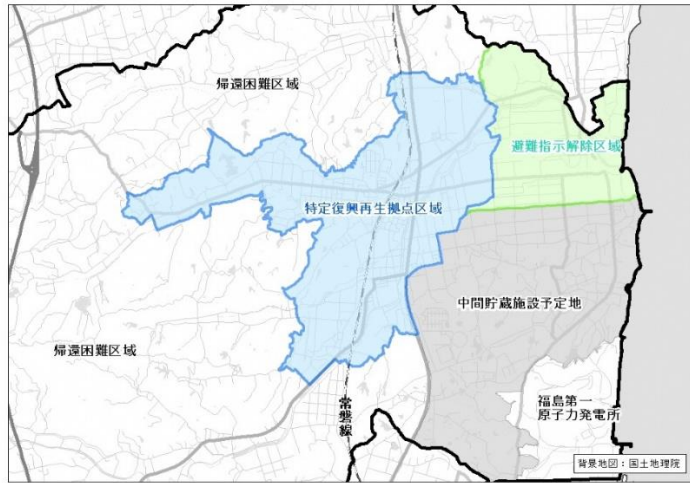 帰還困難区域
避難指示解除区域
特定復興再生拠点区域
中間貯蔵施設予定地
帰還困難区域
福島第一
原子力発電所
常磐線
背景地図：国土地理院